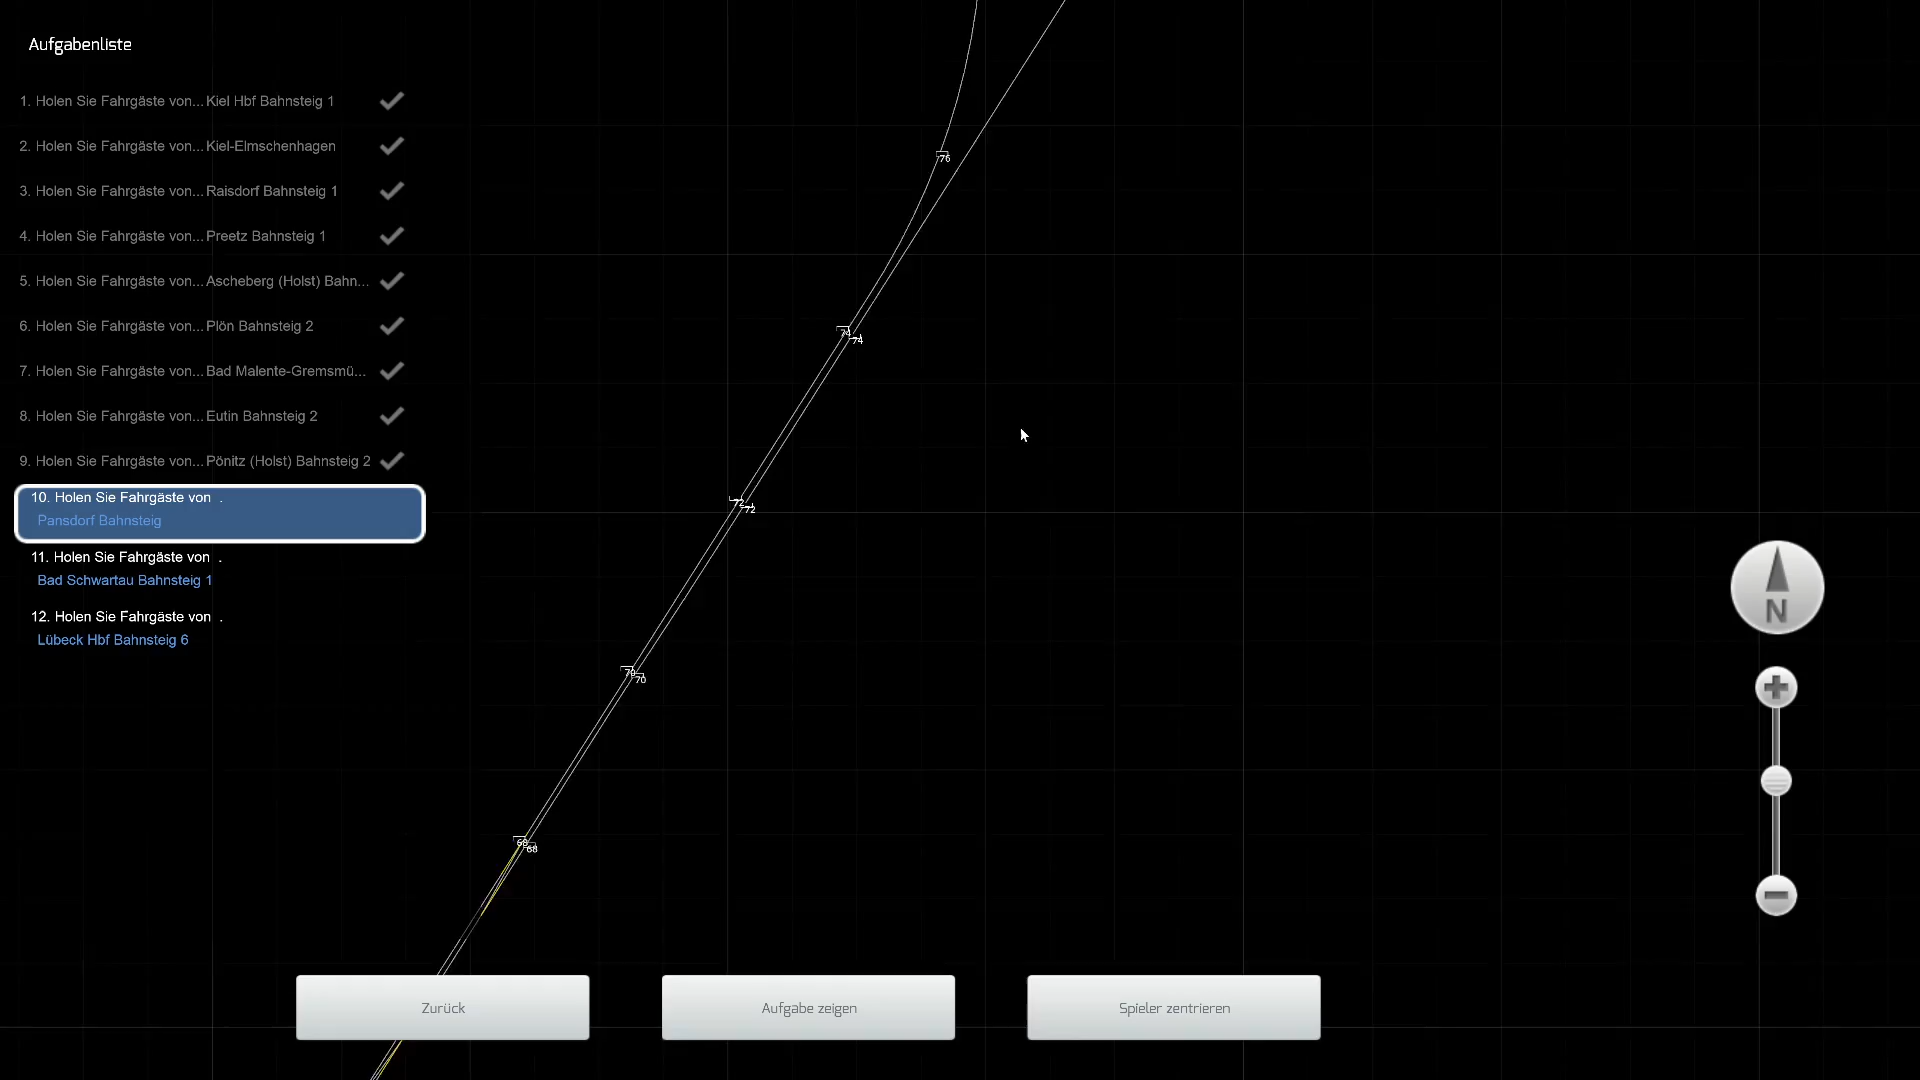 Aufgabenliste
1. Holen Sie Fahrgäste von... Kiel Hbf Bahnsteig 1
2. Holen Sie Fahrgäste von... Kiel-Elmschenhagen
3. Holen Sie Fahrgäste von... Raisdorf Bahnsteig 1
4. Holen Sie Fahrgäste von... Preetz Bahnsteig 1
5. Holen Sie Fahrgäste von... Ascheberg (Holst) Bahn...
6. Holen Sie Fahrgäste von... Plön Bahnsteig 2
7. Holen Sie Fahrgäste von... Bad Malente-Gremsmü...
8. Holen Sie Fahrgäste von... Eutin Bahnsteig 2
9. Holen Sie Fahrgäste von... Pönitz (Holst) Bahnsteig 2
10. Holen Sie Fahrgäste von .
Pansdorf Bahnsteig
11. Holen Sie Fahrgäste von .
Bad Schwartau Bahnsteig 1
12. Holen Sie Fahrgäste von .
Lübeck Hbf Bahnsteig 6
76
74
74
72
72
70
70
68
68
N
Zurück
Aufgabe zeigen
Spieler zentrieren